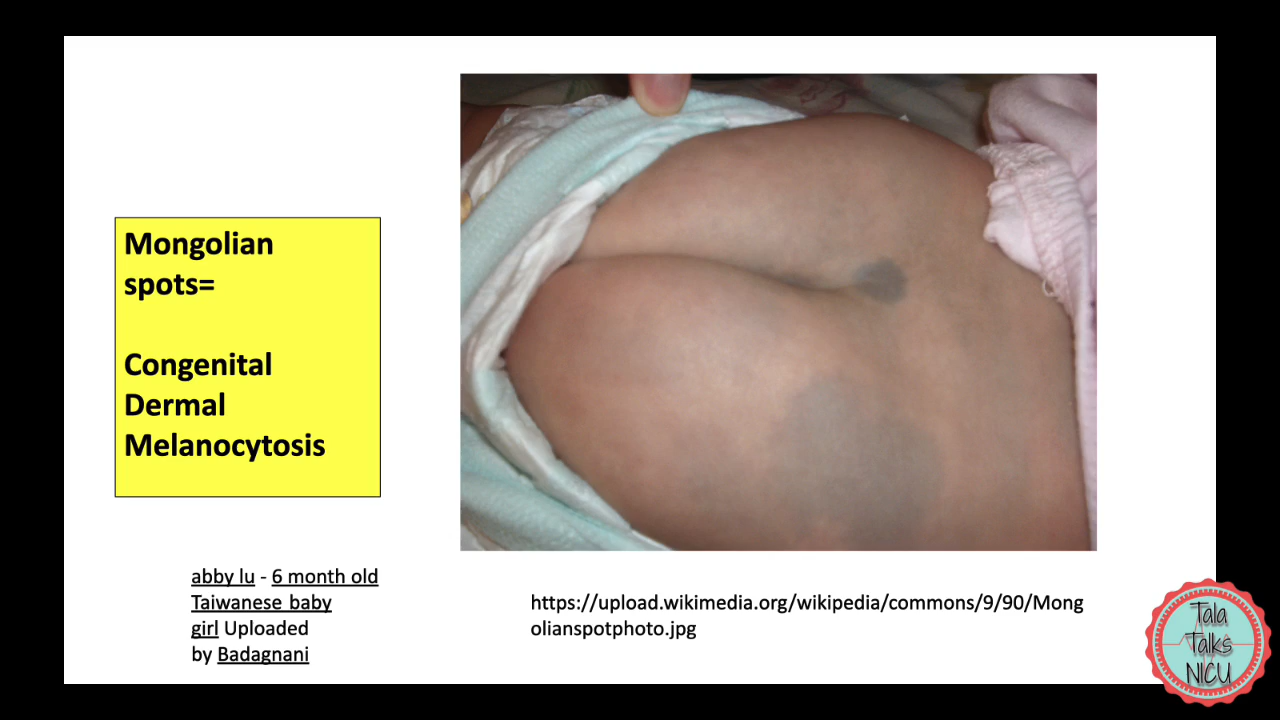 Mongolian
spots=
Congenital
Dermal
Melanocytosis
abby lu - 6 month old
Taiwanese baby
girl Uploaded
by Badagnani
https://upload.wikimedia.org/wikipedia/commons/9/90/Mong
olianspotphoto.jpg
Tala
Talks
NICU